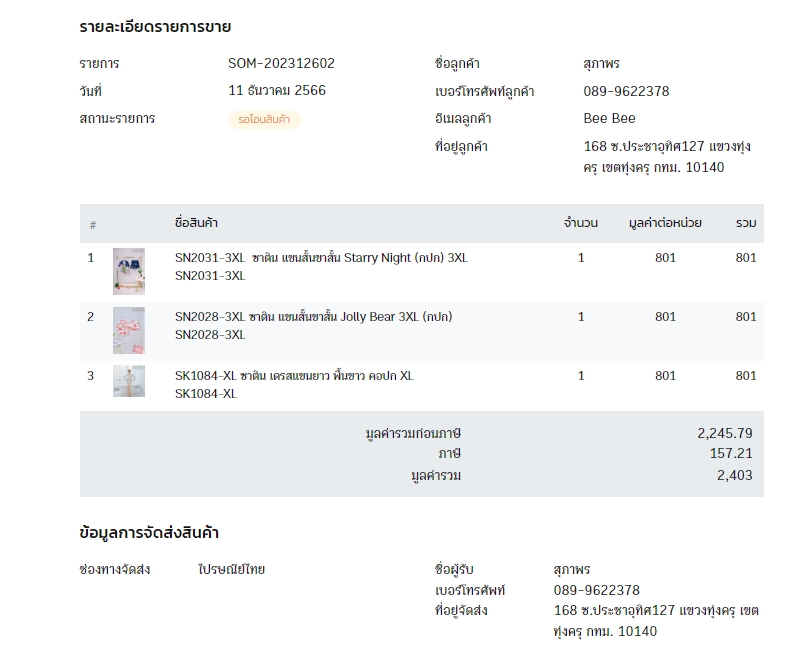 รายละเอียดรายการขาย
รายการ SOM-202312602
วันที่ 11 ธันวาคม 2566
สถานะรายการ รอโอนสินค้า
ชื่อลูกค้า สุภาพร
เบอร์โทรศัพท์ลูกค้า 089-9622378
อีเมลลูกค้า Bee Bee
ที่อยู่ลูกค้า 168 ซ.ประชาอุทิศ127 แขวงทุ่ง
ครุ เขตทุ่งครุ กทม. 10140
# ชื่อสินค้า จำนวน มูลค่าต่อหน่วย รวม
1 SN2031-3XL ซาติน แขนสั้นขาสั้น Starry Night (กปก) 3XL 1 801 801
SN2031-3XL
2 SN2028-3XL ซาติน แขนสั้นขาสั้น Jolly Bear 3XL (กปก) 1 801 801
SN2028-3XL
3 SK1084-XL ซาติน เดรสแขนยาว พื้นขาว คอปก XL 1 801 801
SK1084-XL
มูลค่ารวมก่อนภาษี 2,245.79
ภาษี 157.21
มูลค่ารวม 2,403
ข้อมูลการจัดส่งสินค้า
ช่องทางจัดส่ง ไปรษณีย์ไทย
ชื่อผู้รับ สุภาพร
เบอร์โทรศัพท์ 089-9622378
ที่อยู่จัดส่ง 168 ซ.ประชาอุทิศ127 แขวงทุ่งครุ เขต
ทุ่งครุ กทม. 10140